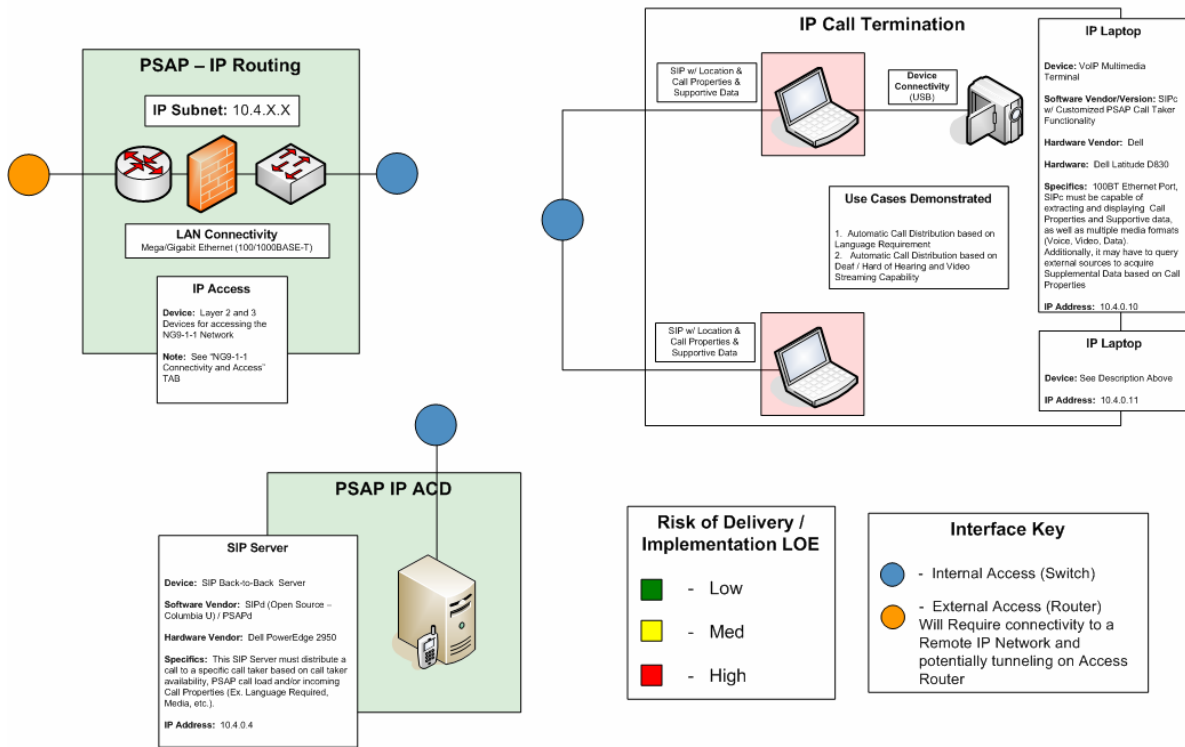 PSAP – IP Routing
IP Subnet: 10.4.X.X
LAN Connectivity
Mega/Gigabit Ethernet (100/1000BASE-T)
IP Access
Device: Layer 2 and 3
Devices for accessing the
NG9-1-1 Network
Note: See “NG9-1-1
Connectivity and Access”
TAB
IP Call Termination
SIP w/ Location &
Call Properties &
Supportive Data
Device
Connectivity
(USB)
Use Cases Demonstrated
1. Automatic Call Distribution based on
Language Requirement
2. Automatic Call Distribution based on
Deaf / Hard of Hearing and Video
Streaming Capability
SIP w/ Location &
Call Properties &
Supportive Data
IP Laptop
Device: VoIP Multimedia
Terminal
Software Vendor/Version: SIPc
w/ Customized PSAP Call Taker
Functionality
Hardware Vendor: Dell
Hardware: Dell Latitude D830
Specifics: 100BT Ethernet Port,
SIPc must be capable of
extracting and displaying Call
Properties and Supportive data,
as well as multiple media formats
(Voice, Video, Data).
Additionally, it may have to query
external sources to acquire
Supplemental Data based on Call
Properties
IP Address: 10.4.0.10
IP Laptop
Device: See Description Above
IP Address: 10.4.0.11
PSAP IP ACD
SIP Server
Device: SIP Back-to-Back Server
Software Vendor: SIPd (Open Source –
Columbia U) / PSAPd
Hardware Vendor: Dell PowerEdge 2950
Specifics: This SIP Server must distribute a
call to a specific call taker based on call taker
availability, PSAP call load and/or incoming
Call Properties (Ex. Language Required,
Media, etc.).
IP Address: 10.4.0.4
Risk of Delivery /
Implementation LOE
- Low
- Med
- High
Interface Key
- Internal Access (Switch)
- External Access (Router)
Will Require connectivity to a
Remote IP Network and
potentially tunneling on Access
Router